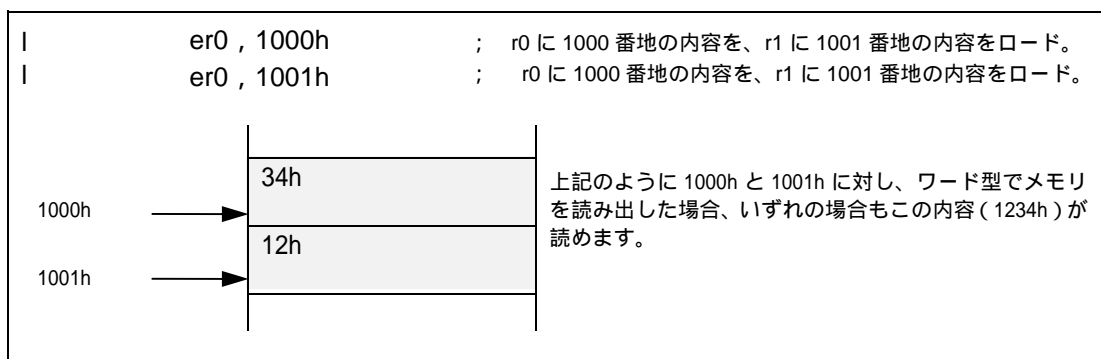 l er0 , 1000h ; r0 に 1000 番地の内容を、r1 に 1001 番地の内容をロード。
l er0 , 1001h ; r0 に 1000 番地の内容を、r1 に 1001 番地の内容をロード。
34h
上記のように 1000h と 1001h に対し、ワード型でメモリ
1000h
を読み出した場合、いずれの場合もこの内容 ( 1234h ) が
12h
読めます。
1001h